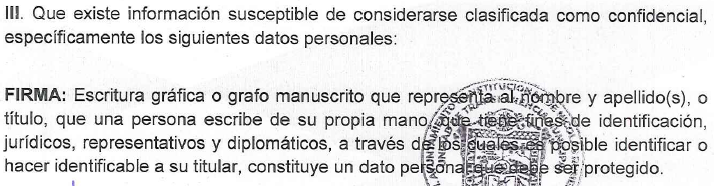 III. Que existe información susceptible de considerarse clasificada como confidencial,
específicamente los siguientes datos personales:
FIRMA: Escritura gráfica o grafo manuscrito que representa al nombre y apellido(s), o
título, que una persona escribe de su propia mano, que tiene fines de identificación,
jurídicos, representativos y diplomáticos, a través de los cuales es posible identificar o
hacer identificable a su titular, constituye un dato personal que debe ser protegido.